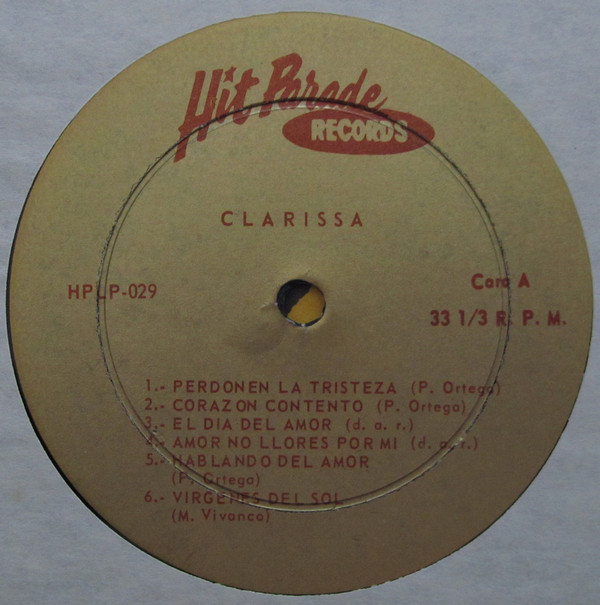 Hit Parade
RECORDS
CLARISSA
HPLP-029
Cara A
33 1/3 R. P. M.
1.- PERDONEN LA TRISTEZA (P. Ortega)
2.- CORAZON CONTENTO (P. Ortega)
3.- EL DIA DEL AMOR (d. a. r.)
4.- AMOR NO LLORES POR MI (d. a. r.)
5.- HABLANDO DEL AMOR
(P. Ortega)
6.- VIRGENES DEL SOL
(M. Vivanco)